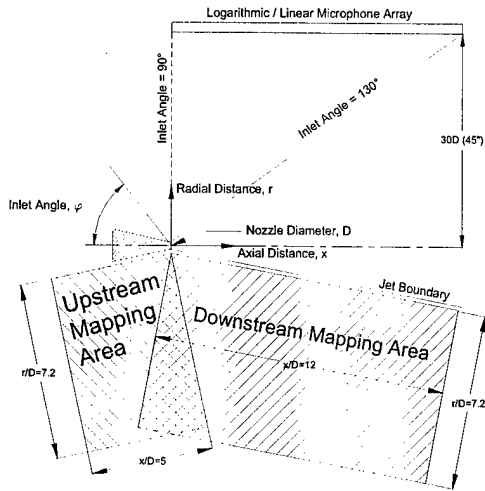 Logarithmic / Linear Microphone Array
Inlet Angle = 90°
Inlet Angle = 130°
30D (45")
Radial Distance, r
Inlet Angle, φ
Nozzle Diameter, D
Axial Distance, x
Jet Boundary
Upstream
Mapping
Area
Downstream Mapping Area
x/D=12
r/D=7.2
r/D=7.2
x/D=5